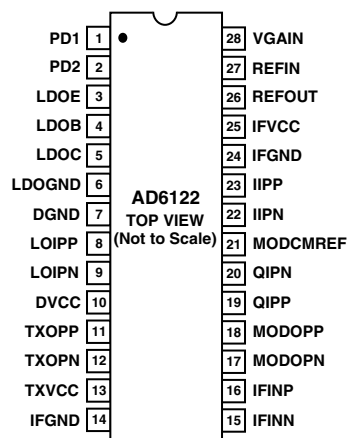 PD1 1 28 VGAIN
PD2 2 27 REFIN
LDOE 3 26 REFOUT
LDOB 4 25 IFVCC
LDOC 5 24 IFGND
LDOGND 6 23 IIPP
AD6122
DGND 7 22 IIPN
TOP VIEW
LOIPP 8 (Not to Scale) 21 MODCMREF
LOIPN 9 20 QIPN
DVCC 10 19 QIPP
TXOPP 11 18 MODOPP
TXOPN 12 17 MODOPN
TXVCC 13 16 IFINP
IFGND 14 15 IFINN